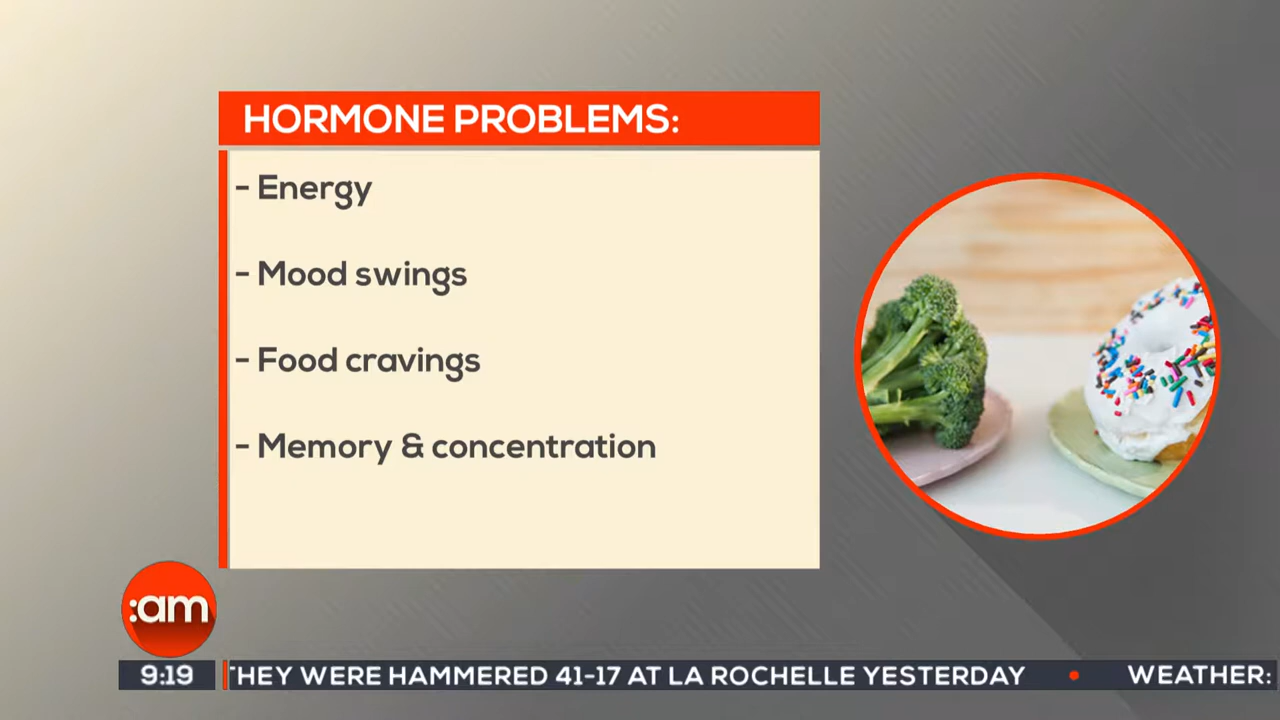 HORMONE PROBLEMS:
- Energy
- Mood swings
- Food cravings
- Memory & concentration
:am
9:19
THEY WERE HAMMERED 41-17 AT LA ROCHELLE YESTERDAY • WEATHER: